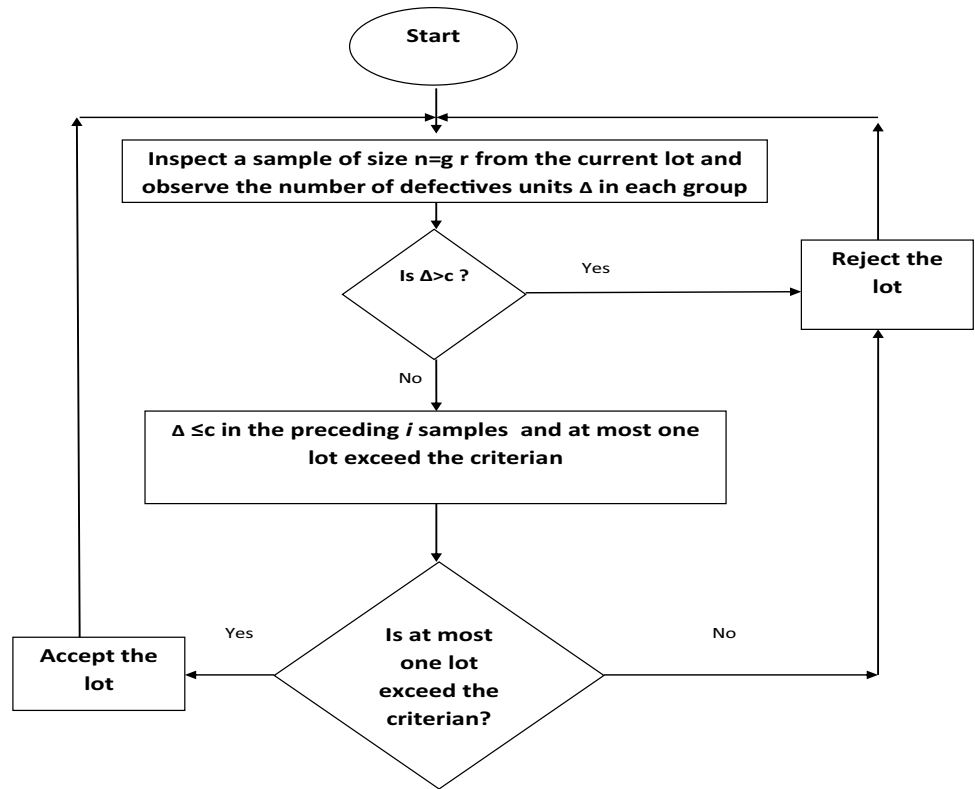 Start
Inspect a sample of size n=g r from the current lot and
observe the number of defectives units Δ in each group
Is Δ>c ?
Yes
Reject the
lot
No
Δ ≤c in the preceding i samples and at most one
lot exceed the criterian
Is at most
one lot
exceed the
criterian?
Yes
No
Accept the
lot